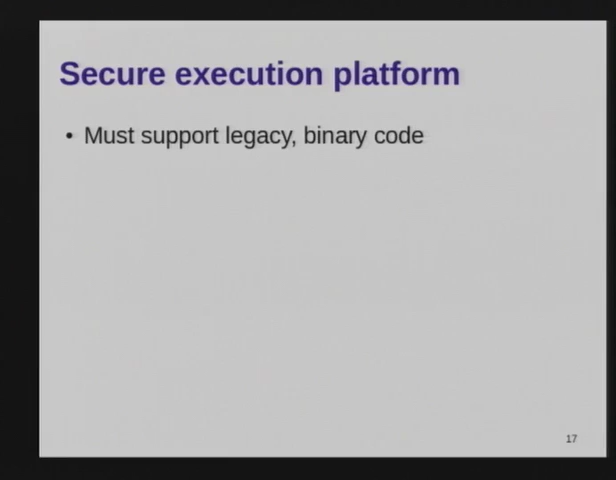 Secure execution platform
• Must support legacy, binary code
17